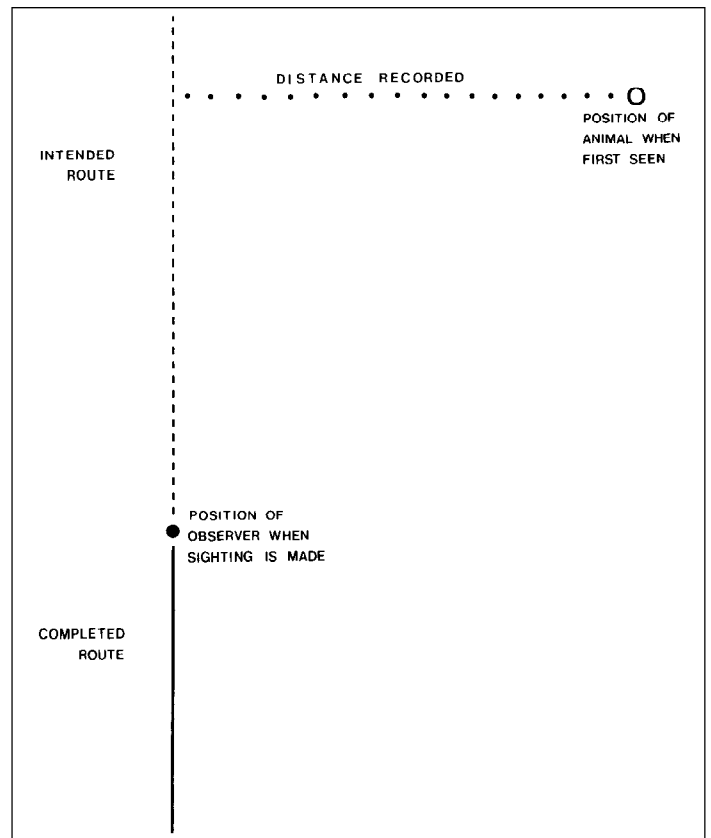 DISTANCE RECORDED
POSITION OF
ANIMAL WHEN
FIRST SEEN
INTENDED
ROUTE
POSITION OF
OBSERVER WHEN
SIGHTING IS MADE
COMPLETED
ROUTE